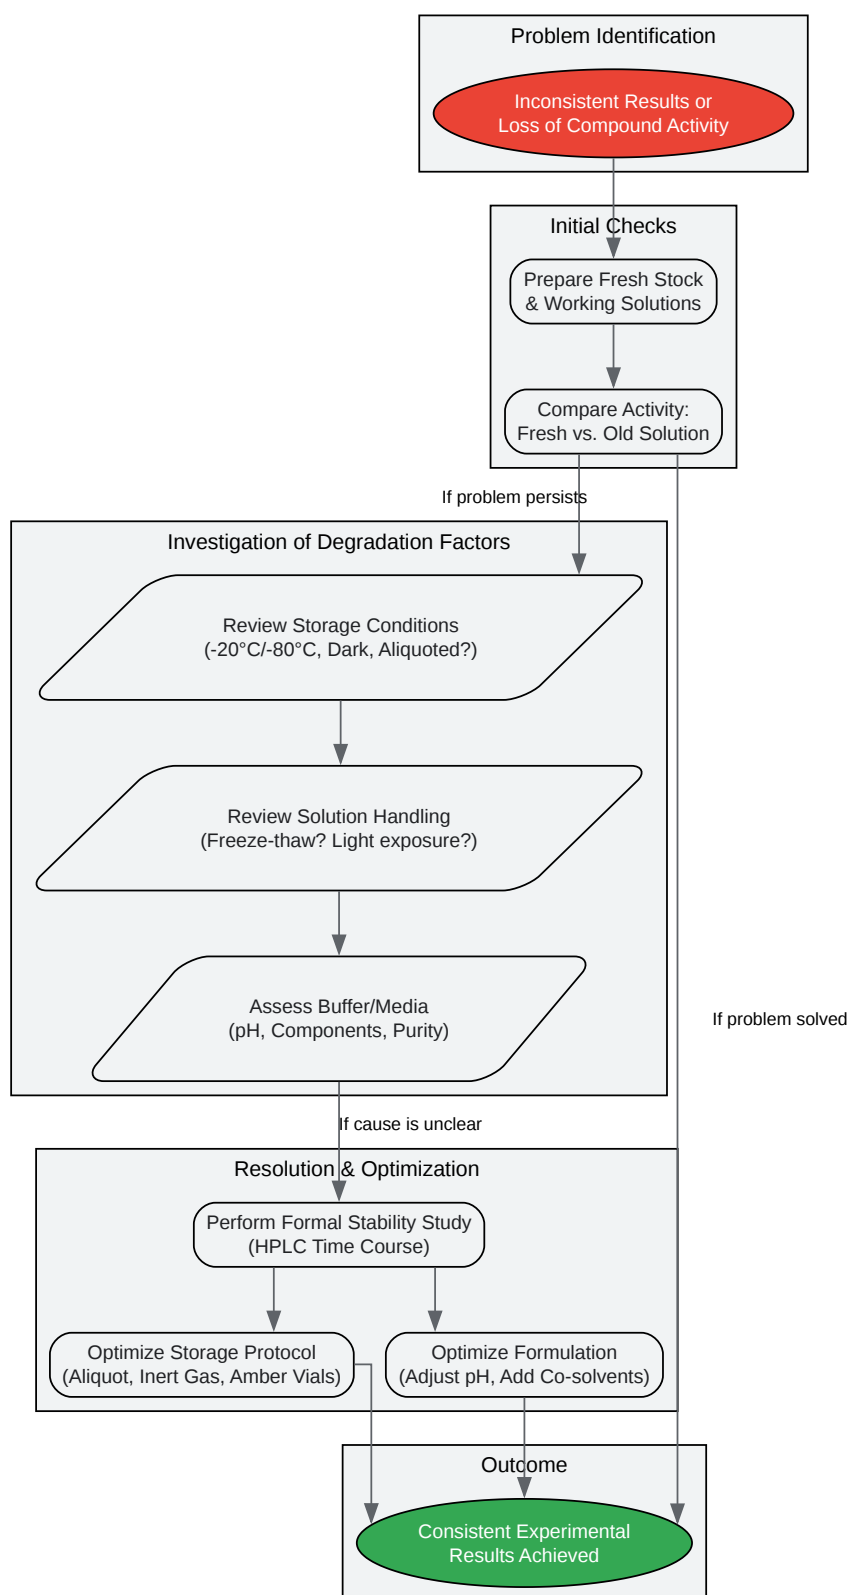 Problem Identification
Inconsistent Results or
Loss of Compound Activity
Initial Checks
Prepare Fresh Stock
& Working Solutions
Compare Activity:
Fresh vs. Old Solution
If problem persists
Investigation of Degradation Factors
Review Storage Conditions
(-20°C/-80°C, Dark, Aliquoted?)
Review Solution Handling
(Freeze-thaw? Light exposure?)
Assess Buffer/Media
(pH, Components, Purity)
If problem solved
If cause is unclear
Resolution & Optimization
Perform Formal Stability Study
(HPLC Time Course)
Optimize Storage Protocol
(Aliquot, Inert Gas, Amber Vials)
Optimize Formulation
(Adjust pH, Add Co-solvents)
Outcome
Consistent Experimental
Results Achieved